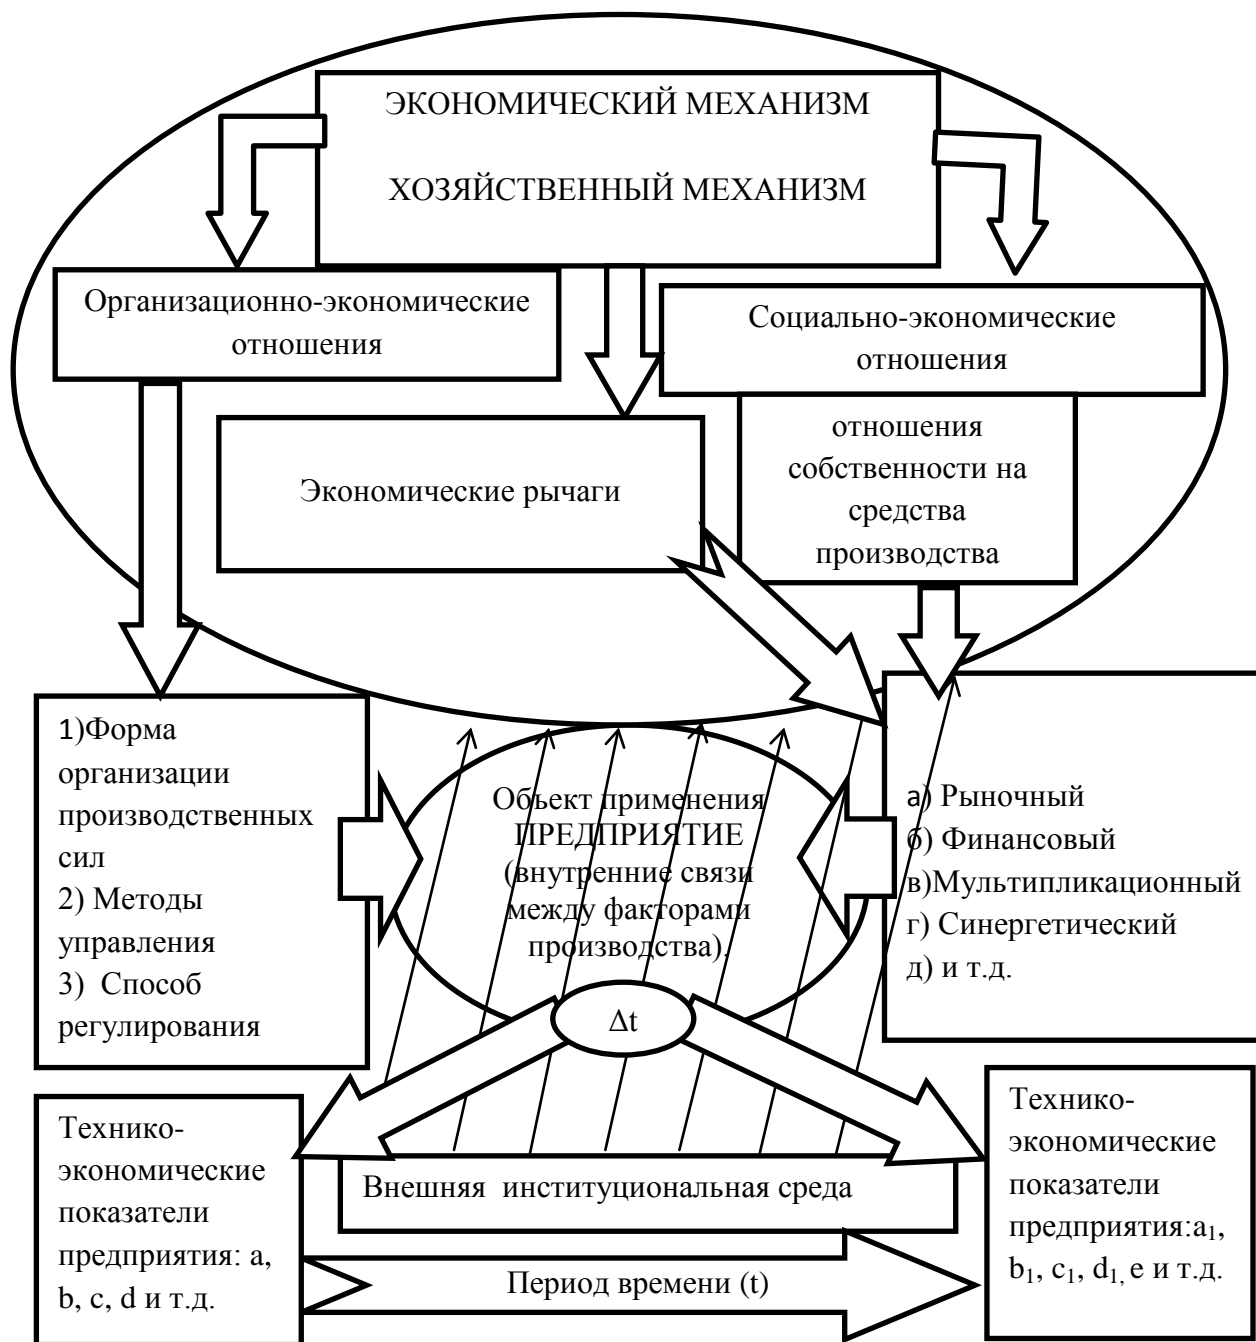 ЭКОНОМИЧЕСКИЙ МЕХАНИЗМ
ХОЗЯЙСТВЕННЫЙ МЕХАНИЗМ
Организационно-экономические
отношения
Социально-экономические
отношения
отношения
собственности на
средства
производства
Экономические рычаги
1)Форма
организации
производственных
сил
2) Методы
управления
3) Способ
регулирования
Объект применения
ПРЕДПРИЯТИЕ
(внутренние связи
между факторами
производства).
а) Рыночный
б) Финансовый
в)Мультипликационный
г) Синергетический
д) и т.д.
Δt
Технико-
экономические
показатели
предприятия: a,
b, c, d и т.д.
Внешняя институциональная среда
Период времени (t)
Технико-
экономические
показатели
предприятия:a₁,
b₁, c₁, d₁, e и т.д.